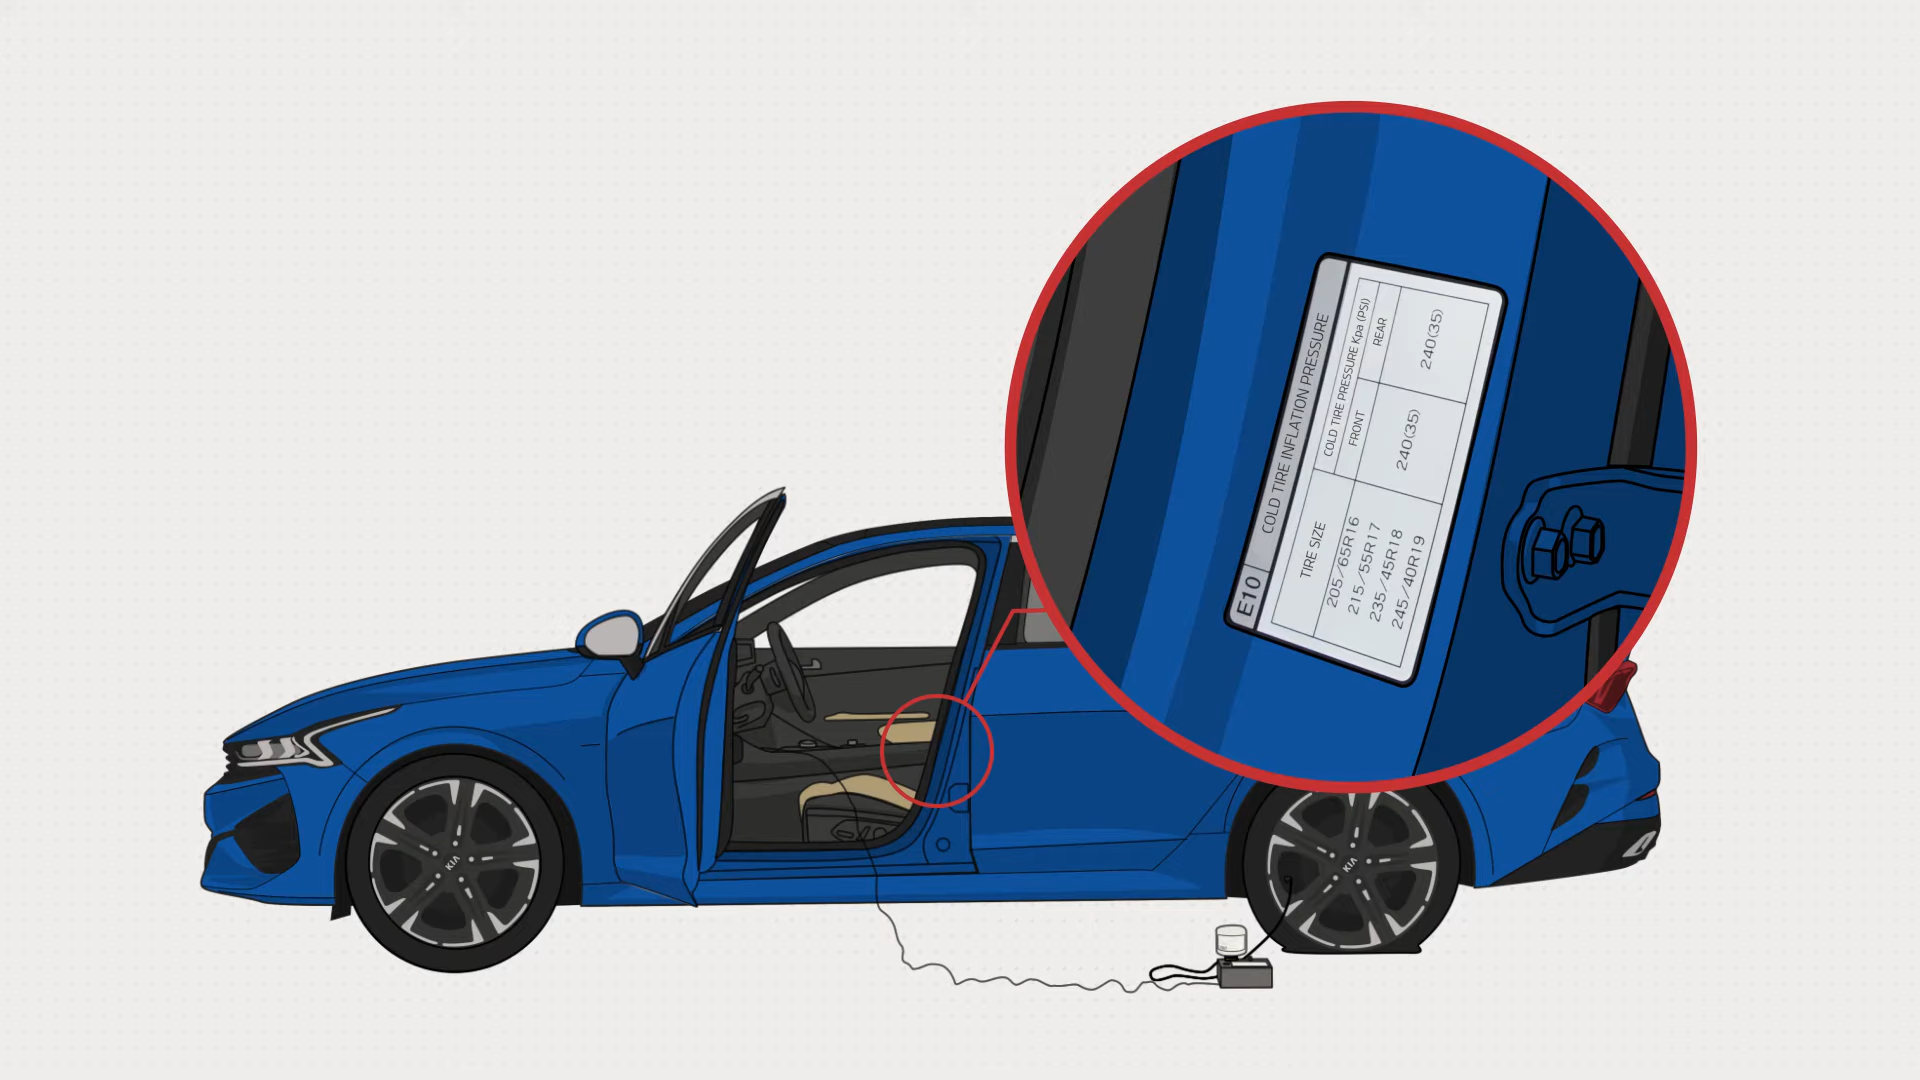 E10 COLD TIRE INFLATION PRESSURE
TIRE SIZE
COLD TIRE PRESSURE Kpa (PSI)
FRONT
REAR
205/65R16
215/55R17
235/45R18
245/40R19
240(35)
240(35)
KIA
KIA